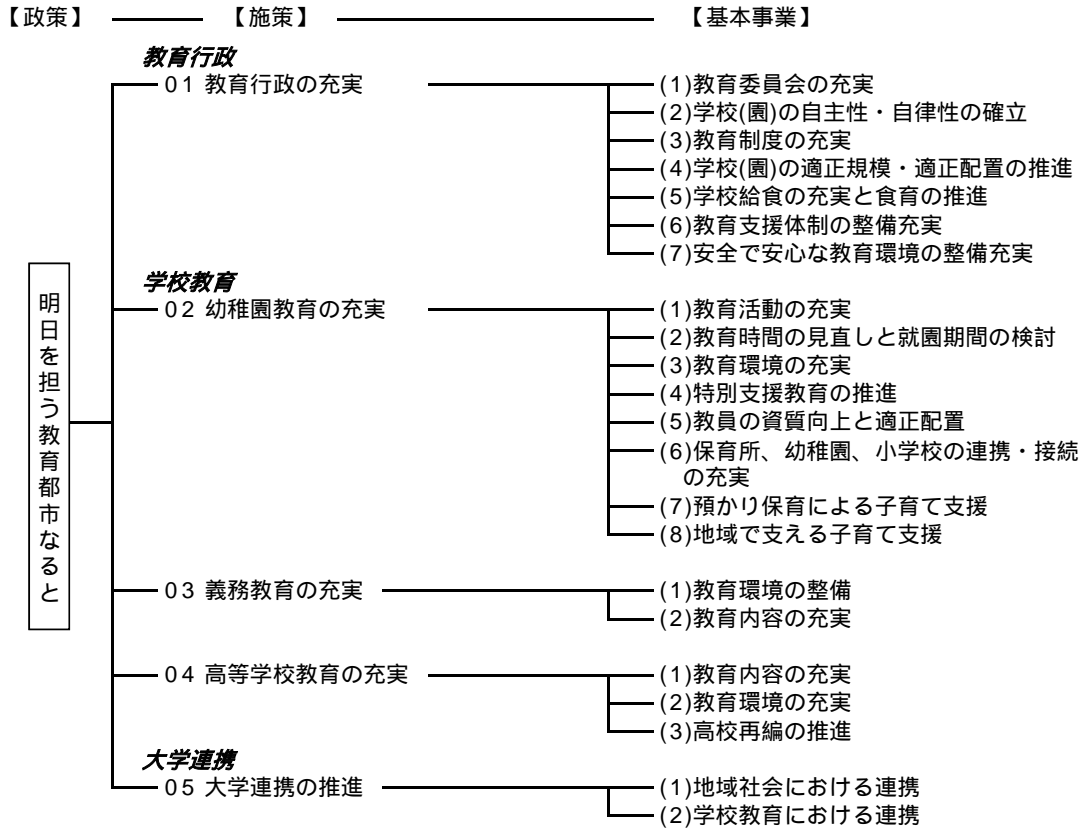 【政策】 【施策】 【基本事業】
教育行政
01 教育行政の充実
(1)教育委員会の充実
(2)学校(園)の自主性・自律性の確立
(3)教育制度の充実
(4)学校(園)の適正規模・適正配置の推進
(5)学校給食の充実と食育の推進
(6)教育支援体制の整備充実
(7)安全で安心な教育環境の整備充実
明日を担う教育都市なると
学校教育
02 幼稚園教育の充実
(1)教育活動の充実
(2)教育時間の見直しと就園期間の検討
(3)教育環境の充実
(4)特別支援教育の推進
(5)教員の資質向上と適正配置
(6)保育所、幼稚園、小学校の連携・接続
の充実
(7)預かり保育による子育て支援
(8)地域で支える子育て支援
03 義務教育の充実
(1)教育環境の整備
(2)教育内容の充実
04 高等学校教育の充実
(1)教育内容の充実
(2)教育環境の充実
(3)高校再編の推進
大学連携
05 大学連携の推進
(1)地域社会における連携
(2)学校教育における連携